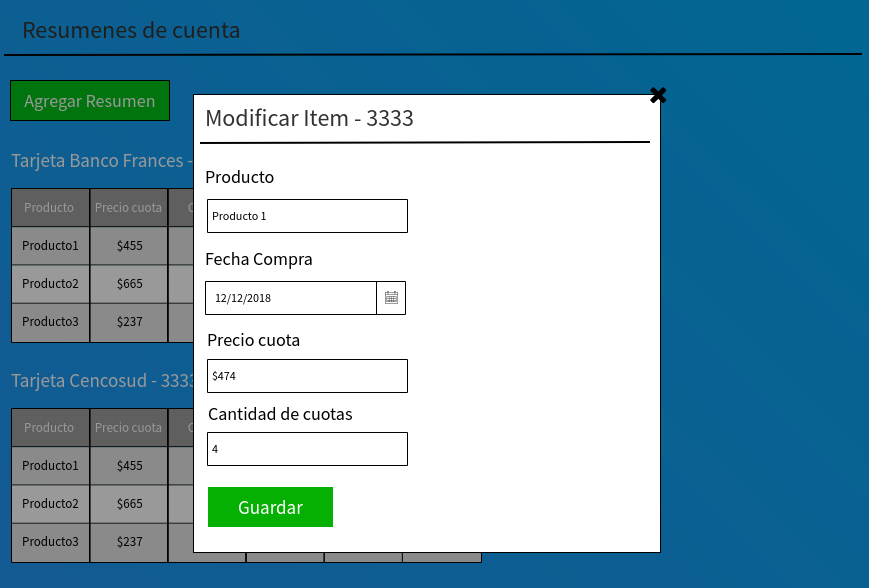 Resumenes de cuenta
Agregar Resumen
Tarjeta Banco Frances -
Producto Precio cuota C
Producto1 $455
Producto2 $665
Producto3 $237
Tarjeta Cencosud - 3333
Producto Precio cuota C
Producto1 $455
Producto2 $665
Producto3 $237
Modificar Item - 3333
Producto
Producto 1
Fecha Compra
12/12/2018
Precio cuota
$474
Cantidad de cuotas
4
Guardar